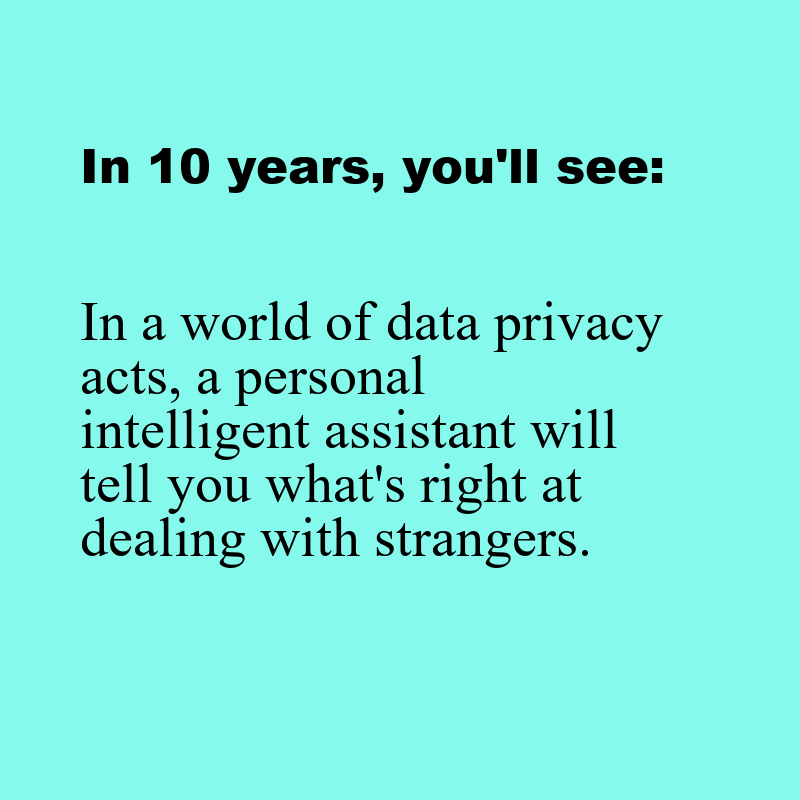 In 10 years, you'll see:
In a world of data privacy
acts, a personal
intelligent assistant will
tell you what's right at
dealing with strangers.